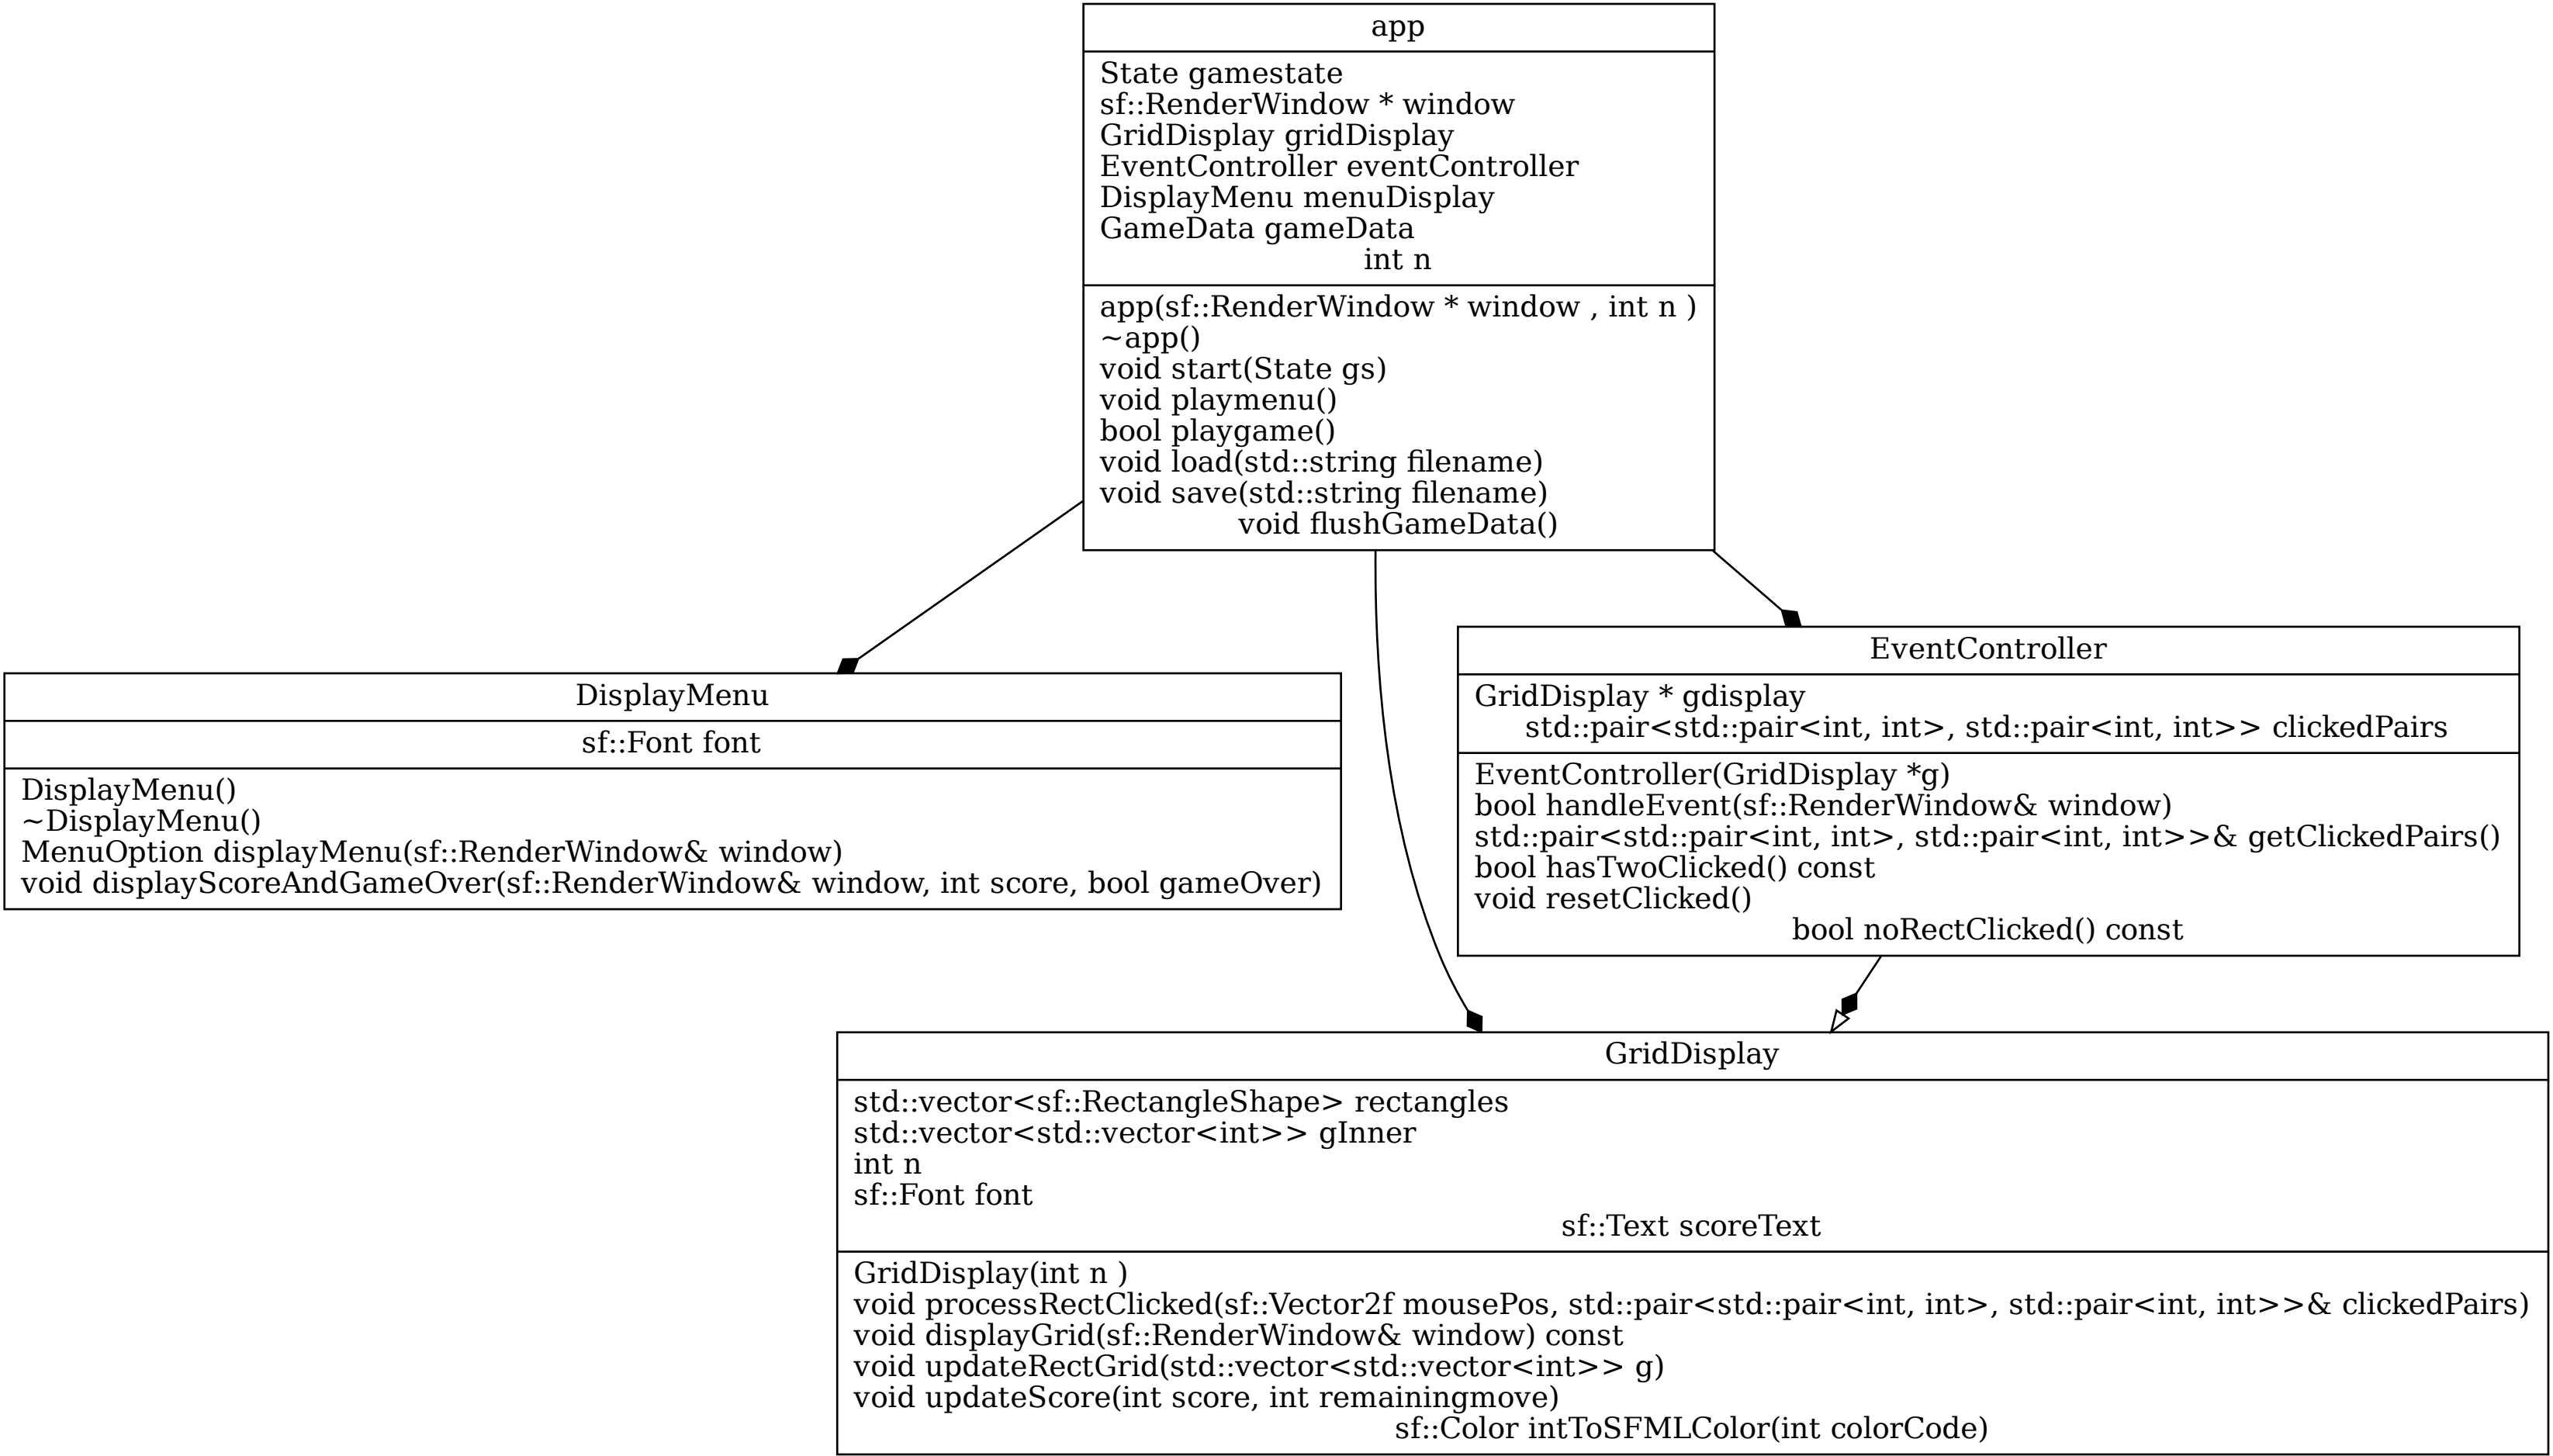 app
State gamestate
sf::RenderWindow * window
GridDisplay gridDisplay
EventController eventController
DisplayMenu menuDisplay
GameData gameData
int n
app(sf::RenderWindow * window , int n )
~app()
void start(State gs)
void playmenu()
bool playgame()
void load(std::string filename)
void save(std::string filename)
void flushGameData()
DisplayMenu
sf::Font font
DisplayMenu()
~DisplayMenu()
MenuOption displayMenu(sf::RenderWindow& window)
void displayScoreAndGameOver(sf::RenderWindow& window, int score, bool gameOver)
EventController
GridDisplay * gdisplay
std::pair<std::pair<int, int>, std::pair<int, int>> clickedPairs
EventController(GridDisplay *g)
bool handleEvent(sf::RenderWindow& window)
std::pair<std::pair<int, int>, std::pair<int, int>>& getClickedPairs()
bool hasTwoClicked() const
void resetClicked()
bool noRectClicked() const
GridDisplay
std::vector<sf::RectangleShape> rectangles
std::vector<std::vector<int>> gInner
int n
sf::Font font
sf::Text scoreText
GridDisplay(int n )
void processRectClicked(sf::Vector2f mousePos, std::pair<std::pair<int, int>, std::pair<int, int>>& clickedPairs)
void displayGrid(sf::RenderWindow& window) const
void updateRectGrid(std::vector<std::vector<int>> g)
void updateScore(int score, int remainingmove)
sf::Color intToSFMLColor(int colorCode)